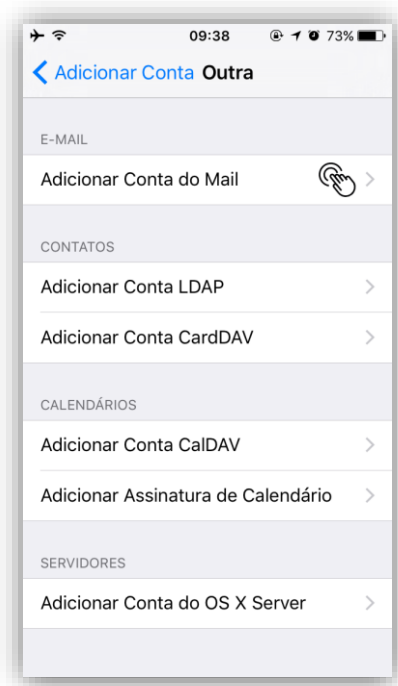 09:38 73%
Adicionar Conta Outra
E-MAIL
Adicionar Conta do Mail
CONTATOS
Adicionar Conta LDAP
Adicionar Conta CardDAV
CALENDÁRIOS
Adicionar Conta CalDAV
Adicionar Assinatura de Calendário
SERVIDORES
Adicionar Conta do OS X Server